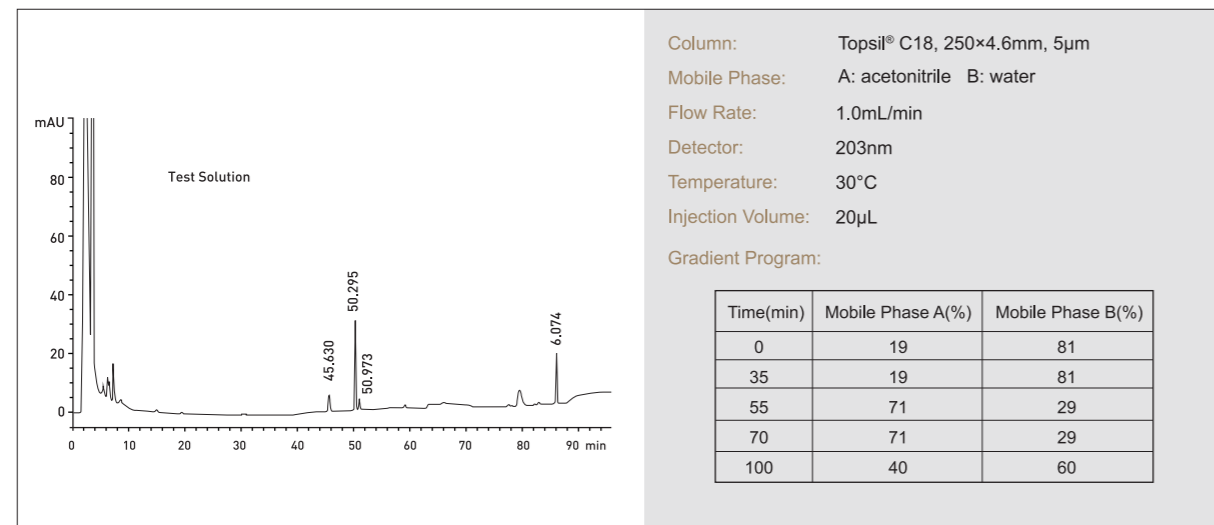 mAU
80
60
40
20
0
Test Solution
45.630
50.295
50.973
6.074
0 10 20 30 40 50 60 70 80 90 min
Column: Topsil® C18, 250×4.6mm, 5μm
Mobile Phase: A: acetonitrile B: water
Flow Rate: 1.0mL/min
Detector: 203nm
Temperature: 30°C
Injection Volume: 20μL
Gradient Program:
Time(min) Mobile Phase A(%) Mobile Phase B(%)
0 19 81
35 19 81
55 71 29
70 71 29
100 40 60